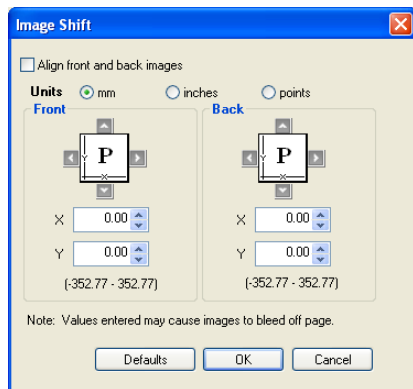 Image Shift
Align front and back images
Units mm inches points
Front Back
Y P Y P
X X
X 0.00 X 0.00
Y 0.00 Y 0.00
(-352.77 - 352.77) (-352.77 - 352.77)
Note: Values entered may cause images to bleed off page.
Defaults OK Cancel